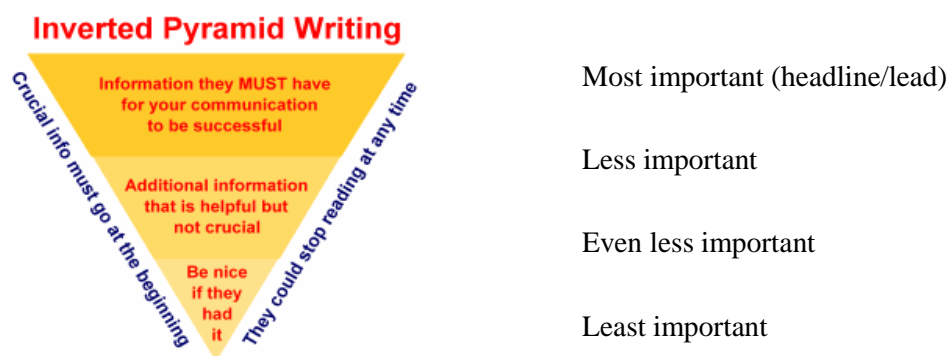 Inverted Pyramid Writing
Information they MUST have
for your communication
to be successful
Additional information
that is helpful but
not crucial
Be nice
if they
had
it
Crucial info must go at the beginning
They could stop reading at any time
Most important (headline/lead)
Less important
Even less important
Least important